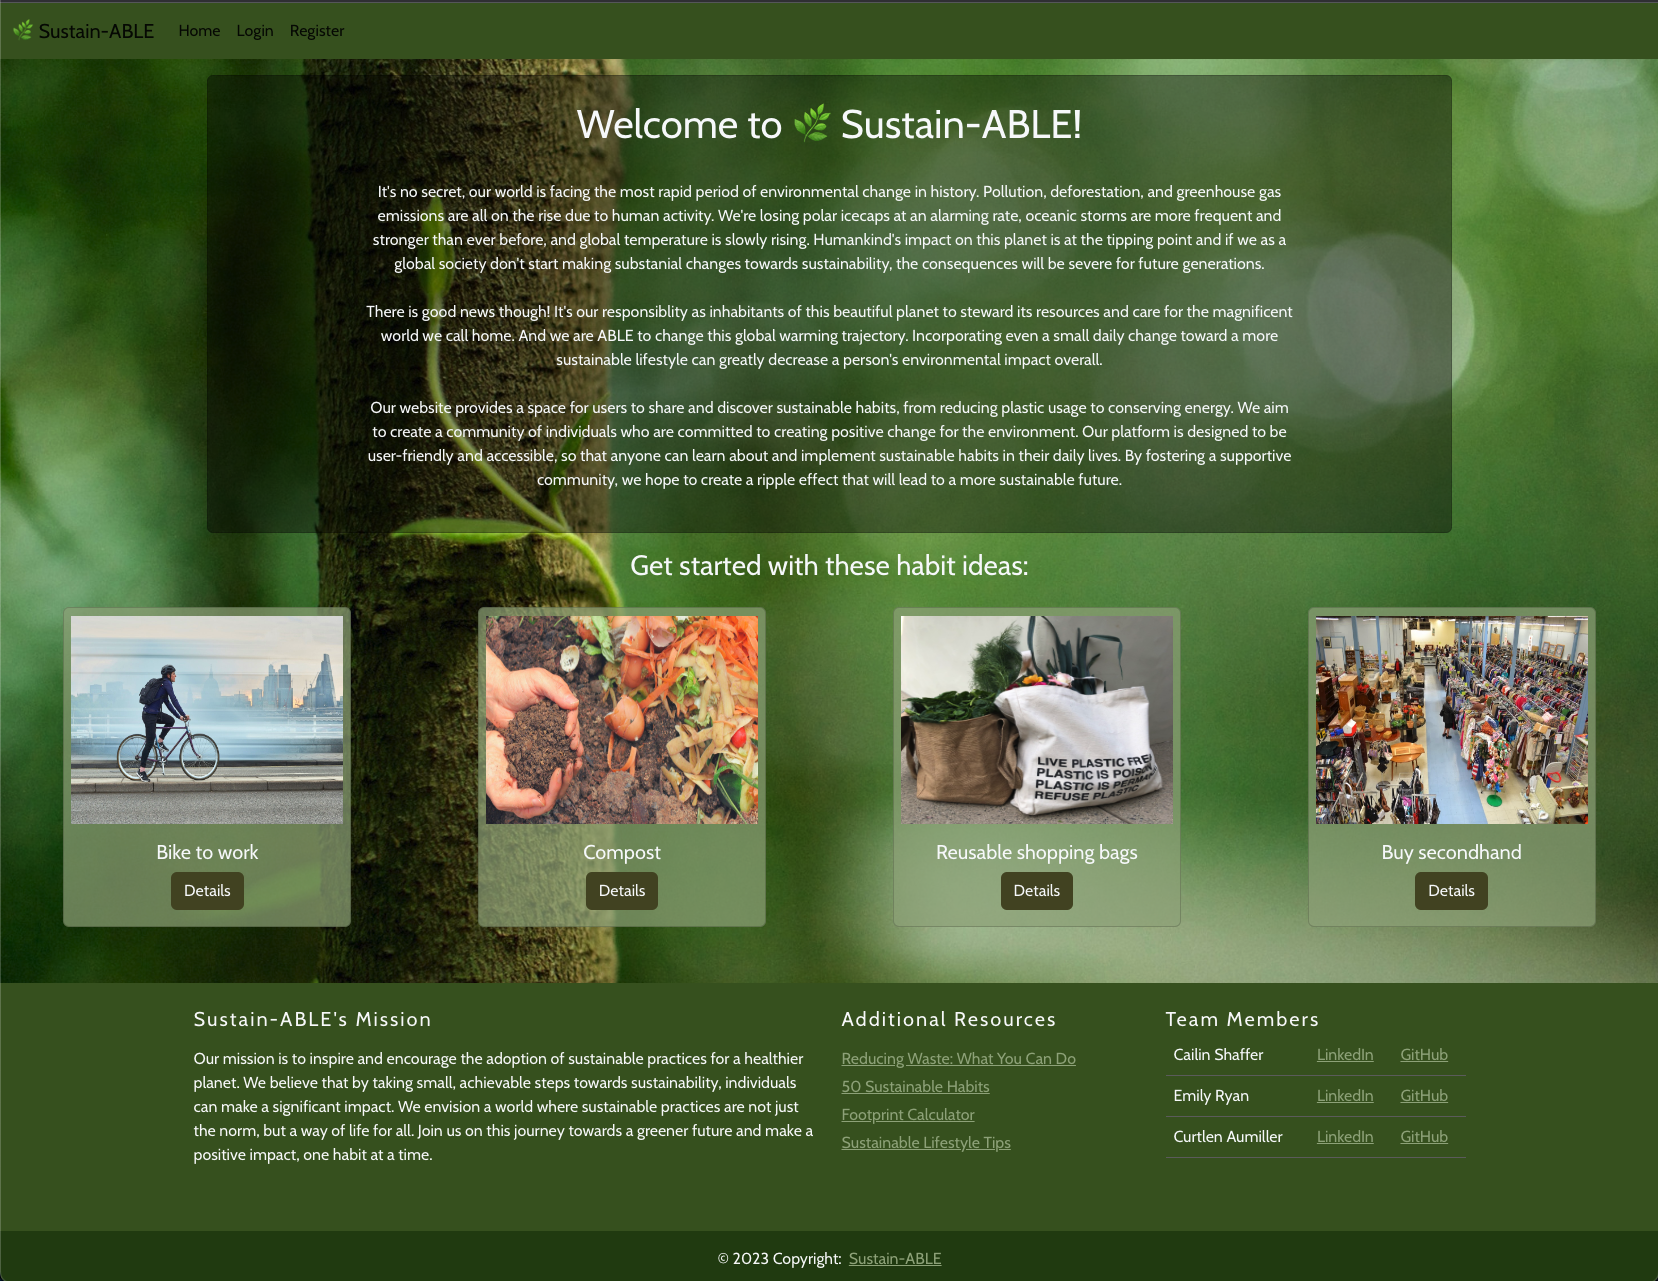 Sustain-ABLE Home Login Register
Welcome to Sustain-ABLE!
It's no secret, our world is facing the most rapid period of environmental change in history. Pollution, deforestation, and greenhouse gas
emissions are all on the rise due to human activity. We're losing polar icecaps at an alarming rate, oceanic storms are more frequent and
stronger than ever before, and global temperature is slowly rising. Humankind's impact on this planet is at the tipping point and if we as a
global society don't start making substanial changes towards sustainability, the consequences will be severe for future generations.
There is good news though! It's our responsiblity as inhabitants of this beautiful planet to steward its resources and care for the magnificent
world we call home. And we are ABLE to change this global warming trajectory. Incorporating even a small daily change toward a more
sustainable lifestyle can greatly decrease a person's environmental impact overall.
Our website provides a space for users to share and discover sustainable habits, from reducing plastic usage to conserving energy. We aim
to create a community of individuals who are committed to creating positive change for the environment. Our platform is designed to be
user-friendly and accessible, so that anyone can learn about and implement sustainable habits in their daily lives. By fostering a supportive
community, we hope to create a ripple effect that will lead to a more sustainable future.
Get started with these habit ideas:
LIVE PLASTIC FREE
PLASTIC IS
PLASTIC IS
REFUSE PLASTIC
Bike to work
Details
Compost
Details
Reusable shopping bags
Details
Buy secondhand
Details
Sustain-ABLE's Mission
Our mission is to inspire and encourage the adoption of sustainable practices for a healthier
planet. We believe that by taking small, achievable steps towards sustainability, individuals
can make a significant impact. We envision a world where sustainable practices are not just
the norm, but a way of life for all. Join us on this journey towards a greener future and make a
positive impact, one habit at a time.
Additional Resources
Reducing Waste: What You Can Do
50 Sustainable Habits
Footprint Calculator
Sustainable Lifestyle Tips
Team Members
Cailin Shaffer LinkedIn GitHub
Emily Ryan LinkedIn GitHub
Curtlen Aumiller LinkedIn GitHub
© 2023 Copyright: Sustain-ABLE